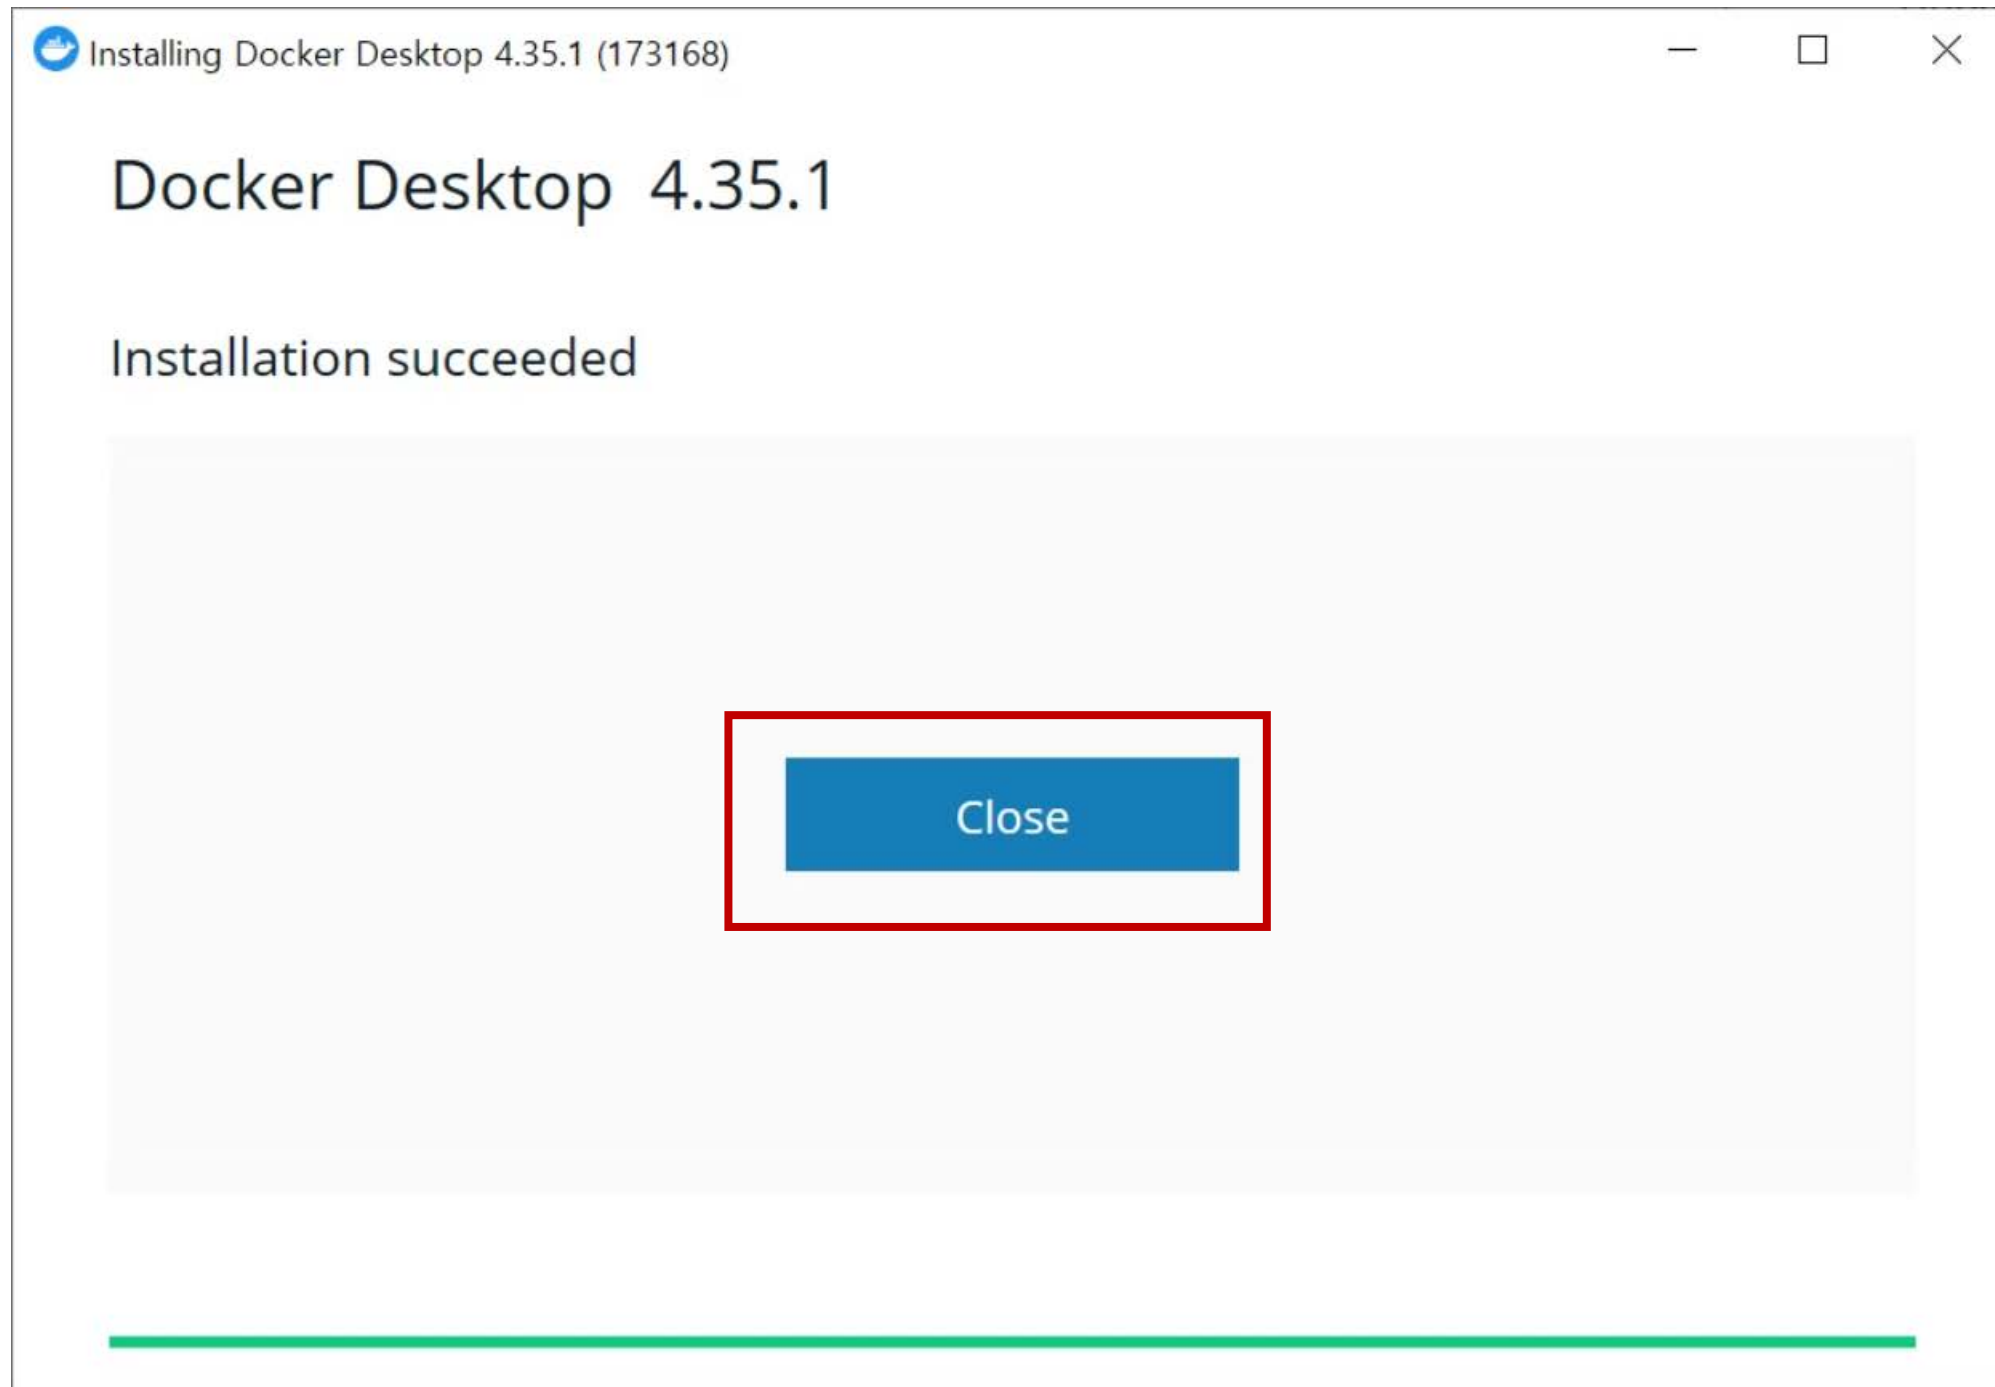 Installing Docker Desktop 4.35.1 (173168)
Docker Desktop 4.35.1
Installation succeeded
Close